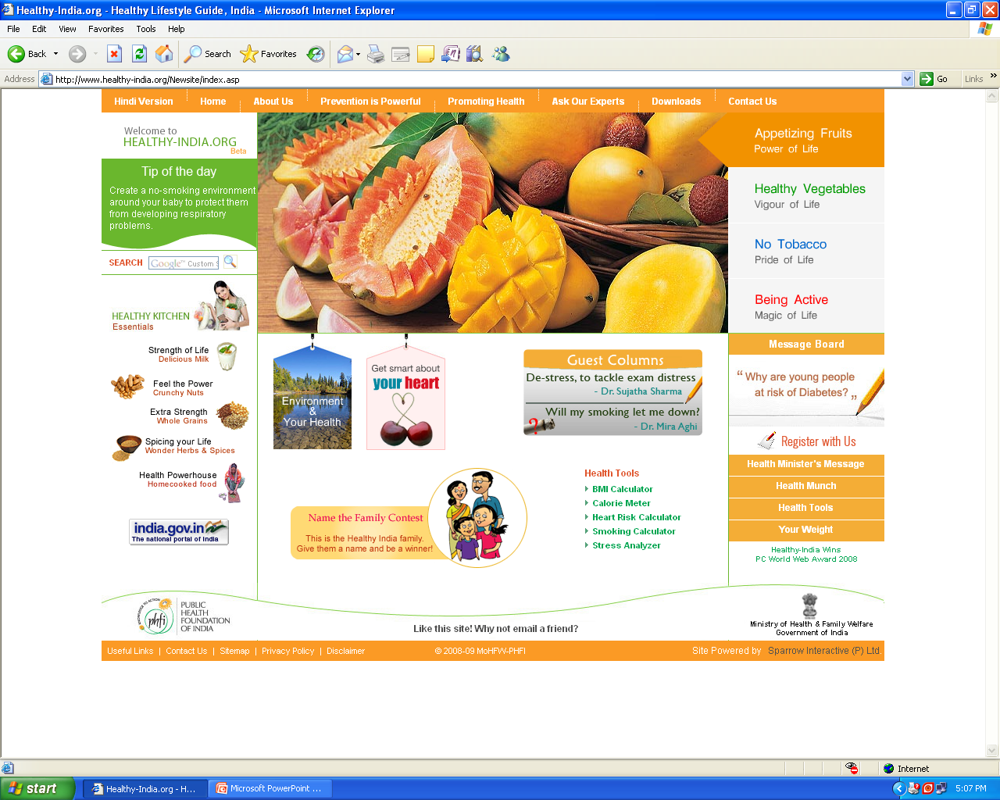 Healthy-India.org - Healthy Lifestyle Guide, India - Microsoft Internet Explorer
File Edit View Favorites Tools Help
Back Search Favorites
Address http://www.healthy-india.org/Newsite/index.asp Go Links »
Hindi Version Home About Us Prevention is Powerful Promoting Health Ask Our Experts Downloads Contact Us
Welcome to
HEALTHY-INDIA.ORG
Beta
Tip of the day
Create a no-smoking environment
around your baby to protect them
from developing respiratory
problems.
SEARCH Google™ Custom S
HEALTHY KITCHEN
Essentials
Strength of Life
Delicious Milk
Feel the Power
Crunchy Nuts
Extra Strength
Whole Grains
Spicing your Life
Wonder Herbs & Spices
Health Powerhouse
Homecooked food
india.gov.in
The national portal of India
Appetizing Fruits
Power of Life
Healthy Vegetables
Vigour of Life
No Tobacco
Pride of Life
Being Active
Magic of Life
Environment
&
Your Health
Get smart about
your heart
Guest Columns
De-stress, to tackle exam distress
- Dr. Sujatha Sharma
Will my smoking let me down?
- Dr. Mira Aghi
?
Name the Family Contest
This is the Healthy India family.
Give them a name and be a winner!
Health Tools
BMI Calculator
Calorie Meter
Heart Risk Calculator
Smoking Calculator
Stress Analyzer
Message Board
“ Why are young people
at risk of Diabetes? ”
Register with Us
Health Minister's Message
Health Munch
Health Tools
Your Weight
Healthy-India Wins
PC World Web Award 2008
KNOWLEDGE TO ACTION
phfi
PUBLIC
HEALTH
FOUNDATION
OF INDIA
Like this site! Why not email a friend?
Ministry of Health & Family Welfare
Government of India
Useful Links | Contact Us | Sitemap | Privacy Policy | Disclaimer © 2008-09 MoHFW-PHFI Site Powered by Sparrow Interactive (P) Ltd
Internet
start Healthy-India.org - H... Microsoft PowerPoint ... 5:07 PM